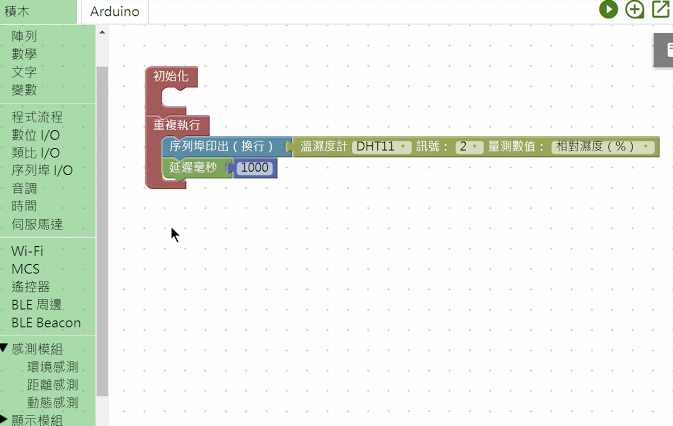 積木
Arduino
陣列
數學
文字
變數
程式流程
數位 I/O
類比 I/O
序列埠 I/O
音調
時間
伺服馬達
Wi-Fi
MCS
遙控器
BLE 周邊
BLE Beacon
感測模組
環境感測
距離感測
動態感測
顯示模組
初始化
重複執行
序列埠印出（換行） 溫濕度計 DHT11 訊號： 2 量測數值： 相對濕度（%）
延遲毫秒 1000